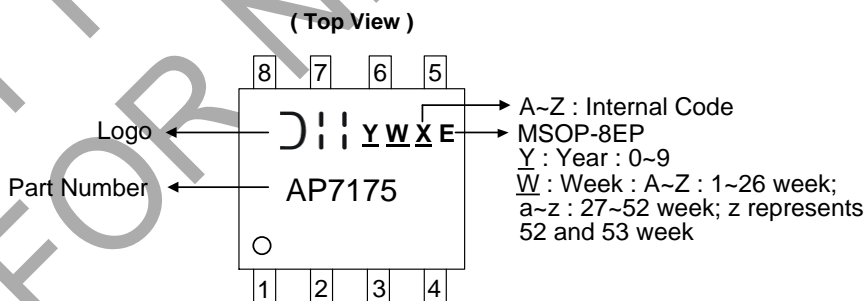 ( Top View )
8 7 6 5
A~Z : Internal Code
Logo Y W X E MSOP-8EP
Y : Year : 0~9
W : Week : A~Z : 1~26 week;
Part Number AP7175 a~z : 27~52 week; z represents
52 and 53 week
1 2 3 4
FOR N